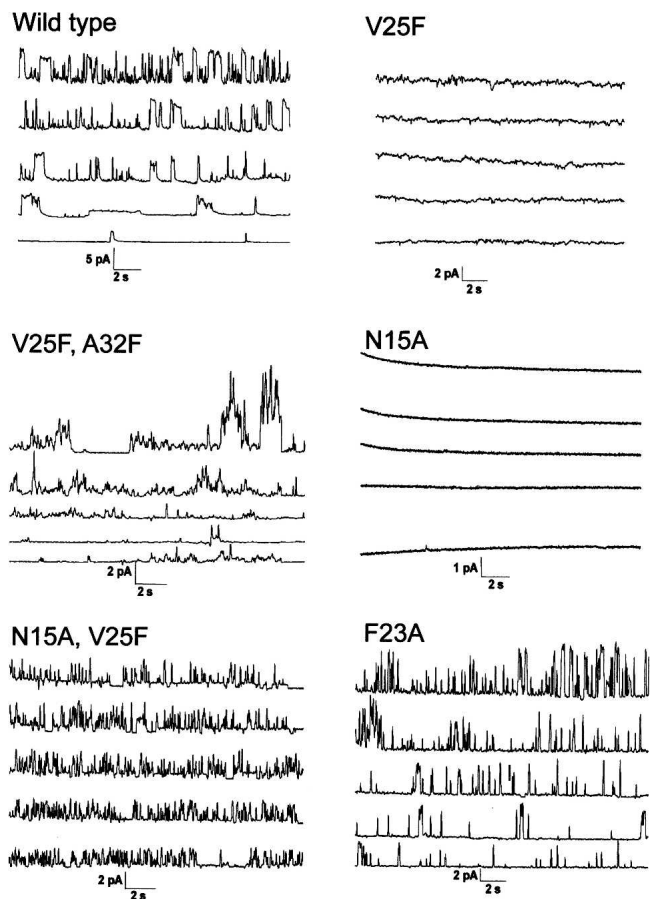 Wild type
V25F
5 pA
2 s
2 pA
2 s
V25F, A32F
N15A
2 pA
2 s
1 pA
2 s
N15A, V25F
F23A
2 pA
2 s
2 pA
2 s